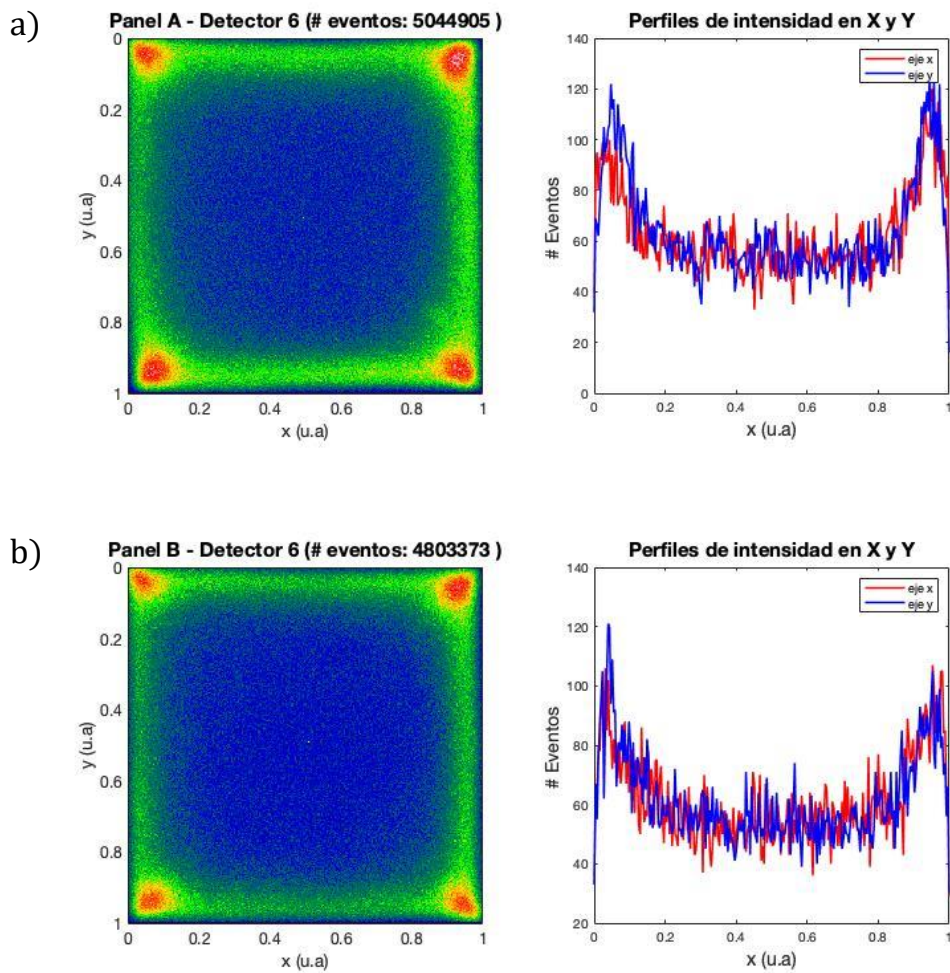 a)
Panel A - Detector 6 (# eventos: 5044905 )
0
0.2
0.4
0.6
0.8
1
y (u.a)
0 0.2 0.4 0.6 0.8 1
x (u.a)
Perfiles de intensidad en X y Y
140
120
100
80
60
40
20
0
# Eventos
eje x
eje y
0 0.2 0.4 0.6 0.8 1
x (u.a)
b)
Panel B - Detector 6 (# eventos: 4803373 )
0
0.2
0.4
0.6
0.8
1
y (u.a)
0 0.2 0.4 0.6 0.8 1
x (u.a)
Perfiles de intensidad en X y Y
140
120
100
80
60
40
20
# Eventos
eje x
eje y
0 0.2 0.4 0.6 0.8 1
x (u.a)